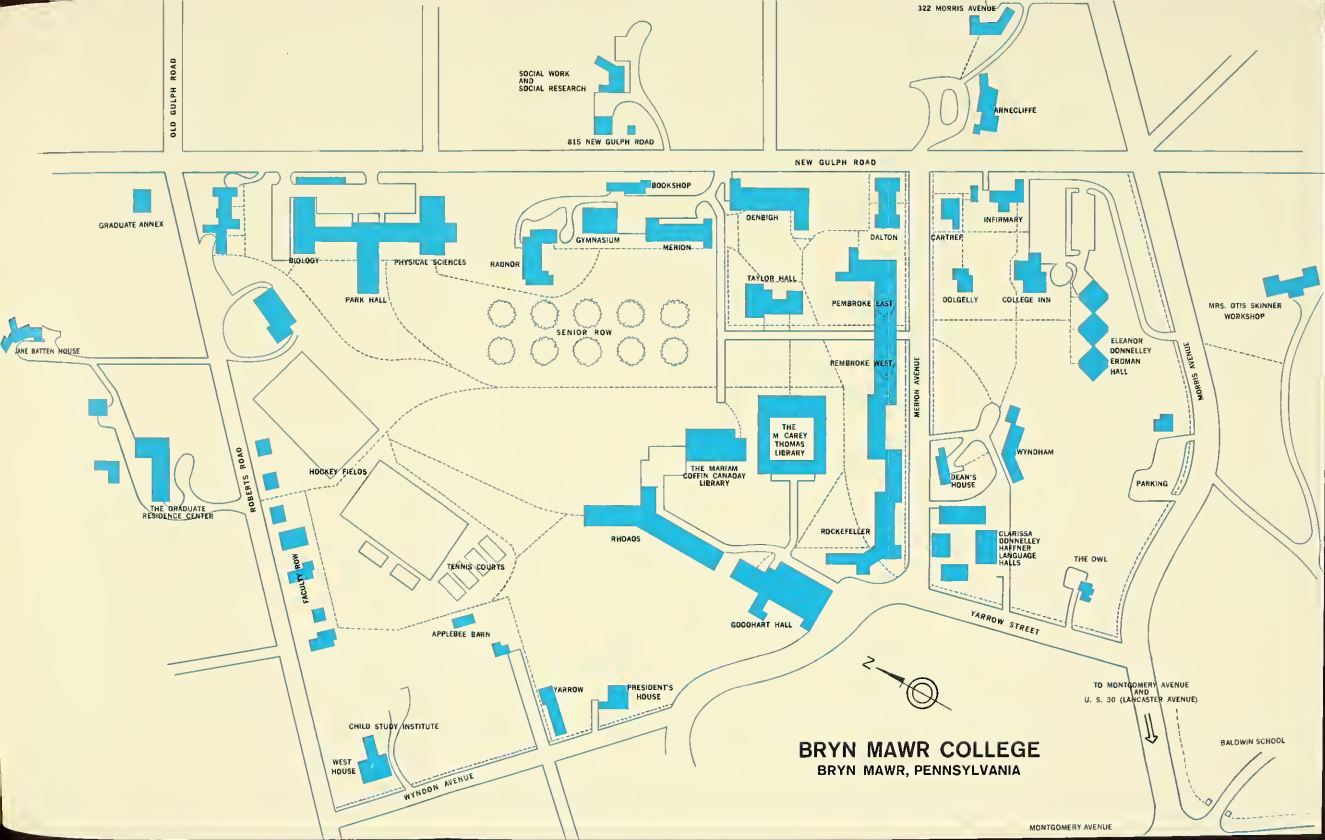 322 MORRIS AVENUE
OLD GULPH ROAD
SOCIAL WORK
AND
SOCIAL RESEARCH
ARNECLIFFE
815 NEW GULPH ROAD
NEW GULPH ROAD
BOOKSHOP
GRADUATE ANNEX
DENBIGH
INFIRMARY
GYMNASIUM
MERION
DALTON
CARTREF
BIOLOGY
PHYSICAL SCIENCES
RADNOR
PARK HALL
TAYLOR HALL
PEMBROKE EAST
DOLGELLY
COLLEGE INN
MRS. OTIS SKINNER
WORKSHOP
SENIOR ROW
JANE BATTEN HOUSE
ELEANOR
DONNELLEY
ERDMAN
HALL
PEMBROKE WEST
MERION AVENUE
MORRIS AVENUE
THE
M CAREY
THOMAS
LIBRARY
HOCKEY FIELDS
ROBERTS ROAD
THE MARIAM
COFFIN CANADAY
LIBRARY
WYNDHAM
DEAN'S
HOUSE
PARKING
THE GRADUATE
RESIDENCE CENTER
RHOADS
ROCKEFELLER
CLARISSA
DONNELLEY
HAFFNER
LANGUAGE
HALLS
THE OWL
FACULTY ROW
TENNIS COURTS
APPLEBEE BARN
GOODHART HALL
YARROW STREET
YARROW
PRESIDENT'S
HOUSE
Z
TO MONTGOMERY AVENUE
AND
U. S. 30 (LANCASTER AVENUE)
CHILD STUDY INSTITUTE
WEST
HOUSE
WYNDON AVENUE
BRYN MAWR COLLEGE
BRYN MAWR, PENNSYLVANIA
BALDWIN SCHOOL
MONTGOMERY AVENUE